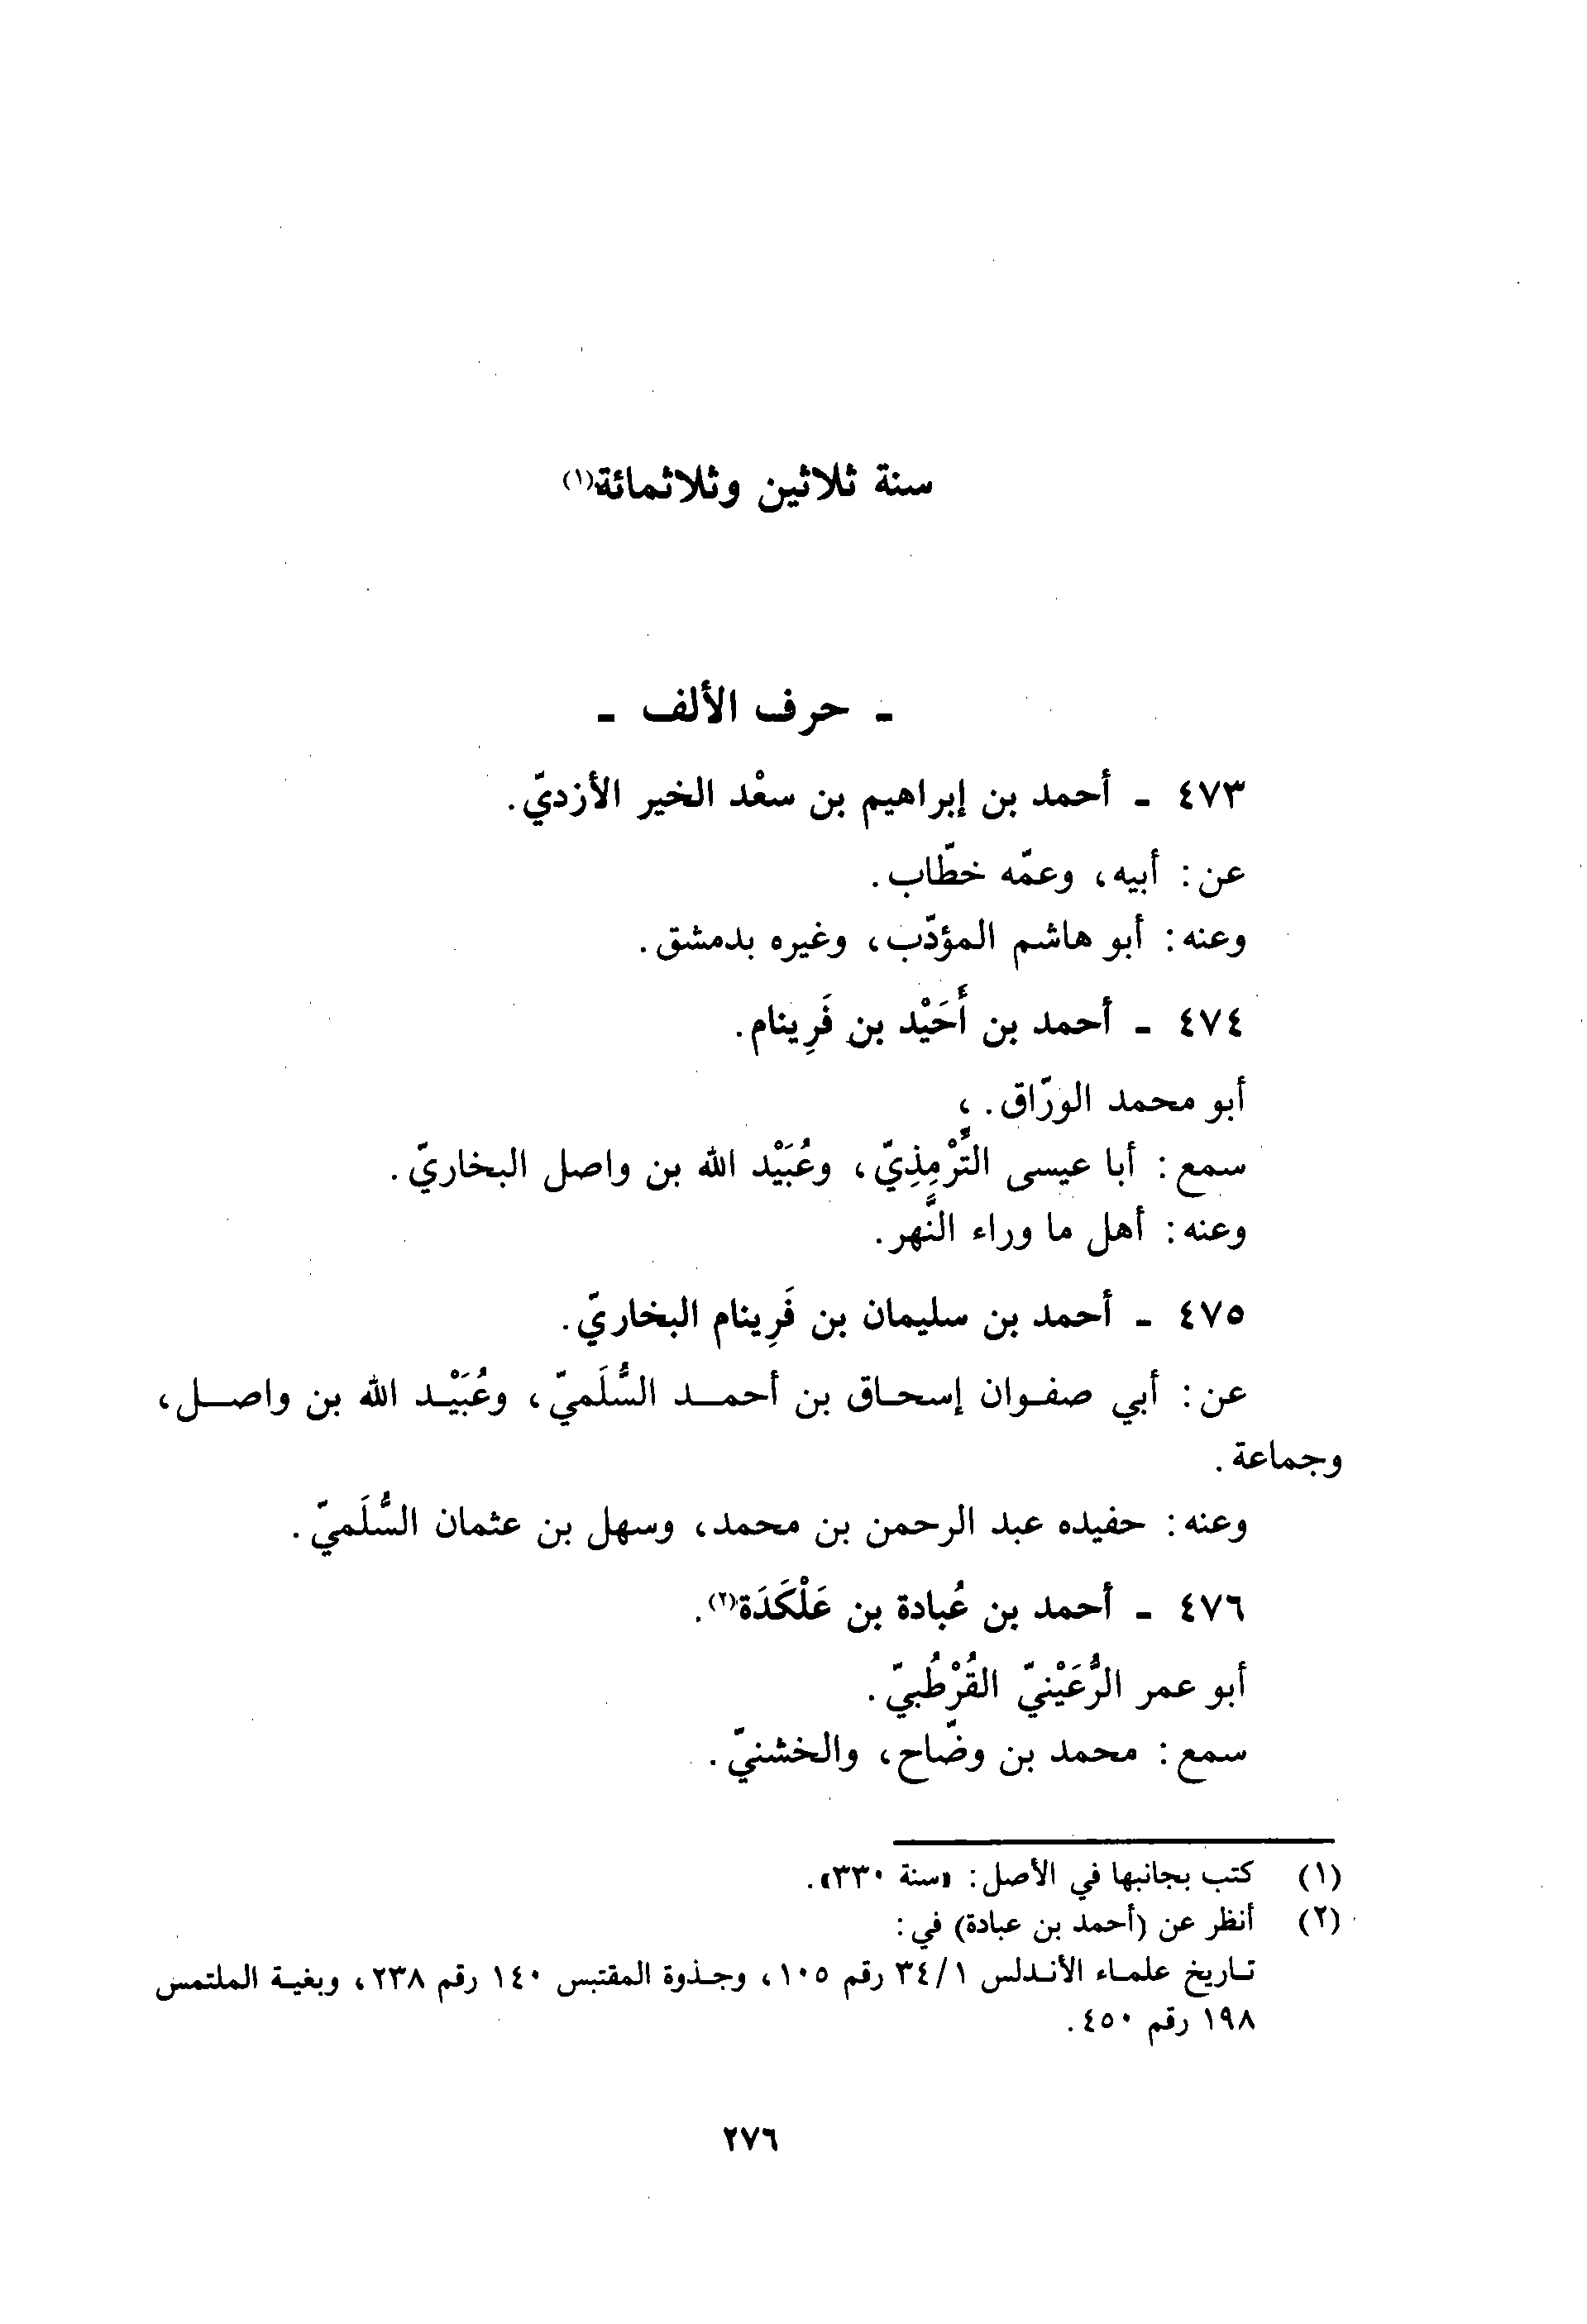 سنة ثلاثين وثلاثمائة(١)
ـ حرف الألف ـ
٤٧٣ ـ أحمد بن إبراهيم بن سعْد الخير الأزديّ.
عن: أبيه، وعمّه خطّاب.
وعنه: أبو هاشم المؤدّب، وغيره بدمشق.
٤٧٤ ـ أحمد بن أُحَيْد بن فَرِينام.
أبو محمد الورّاق.
سمع: أبا عيسى التِّرْمِذِيّ، وعُبَيْد الله بن واصل البخاريّ.
وعنه: أهل ما وراء النَّهر.
٤٧٥ ـ أحمد بن سليمان بن فَرِينام البخاريّ.
عن: أبي صفوان إسحاق بن أحمد السُّلَميّ، وعُبَيْد الله بن واصل،
وجماعة.
وعنه: حفيده عبد الرحمن بن محمد، وسهل بن عثمان السُّلَميّ.
٤٧٦ ـ أحمد بن عُبادة بن عَلْكَدَة(٢).
أبو عمر الرُّعَيْنيّ القُرْطُبيّ.
سمع: محمد بن وضّاح، والخشنيّ.
(١) كتب بجانبها في الأصل: «سنة ٣٣٠».
(٢) أنظر عن (أحمد بن عبادة) في:
تاريخ علماء الأندلس ٣٤/١ رقم ١٠٥، وجذوة المقتبس ١٤٠ رقم ٢٣٨، وبغية الملتمس
١٩٨ رقم ٤٥٠.
٢٧٦